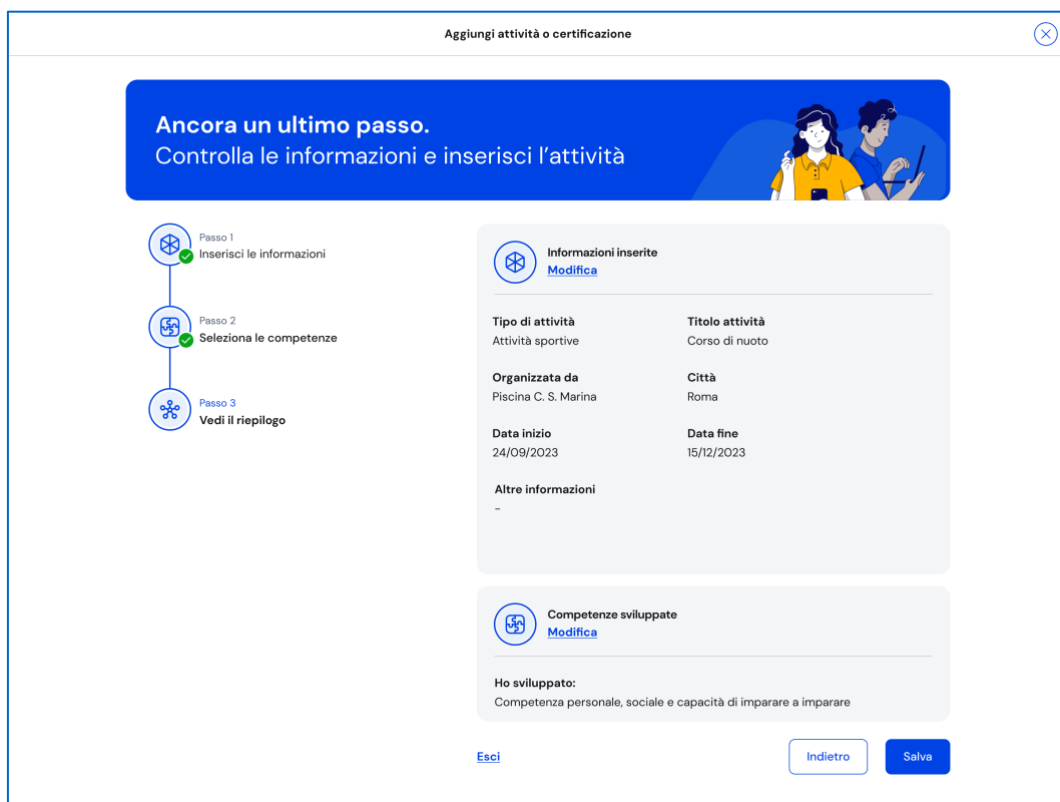 Aggiungi attività o certificazione
Ancora un ultimo passo.
Controlla le informazioni e inserisci l'attività
Passo 1
Inserisci le informazioni
Passo 2
Seleziona le competenze
Passo 3
Vedi il riepilogo
Informazioni inserite
Modifica
Tipo di attività
Attività sportive
Titolo attività
Corso di nuoto
Organizzata da
Piscina C. S. Marina
Città
Roma
Data inizio
24/09/2023
Data fine
15/12/2023
Altre informazioni
-
Competenze sviluppate
Modifica
Ho sviluppato:
Competenza personale, sociale e capacità di imparare a imparare
Esci
Indietro
Salva